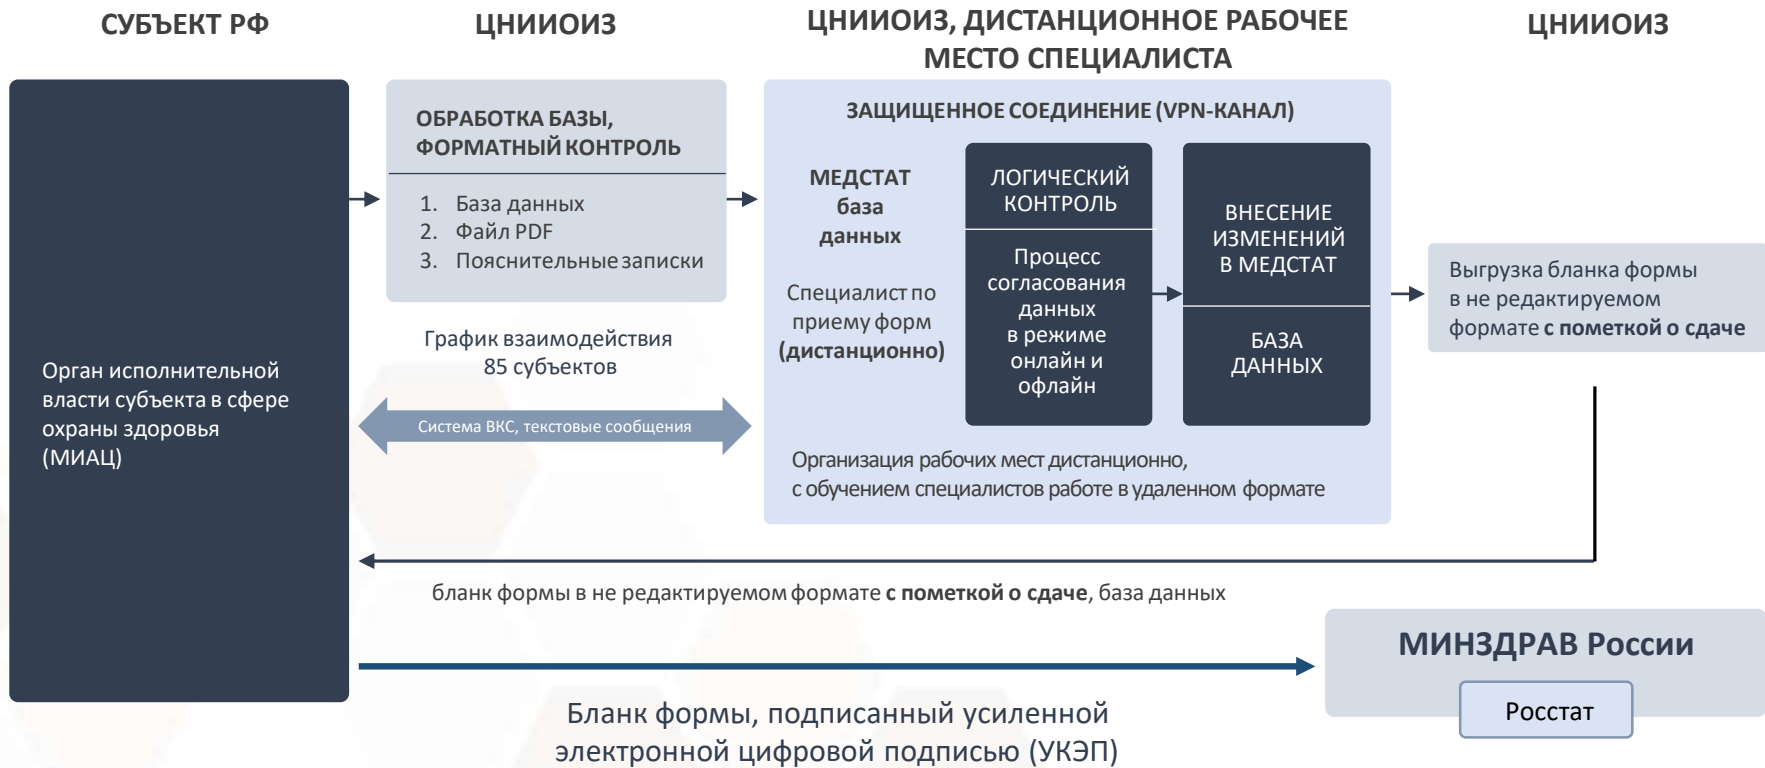 СУБЪЕКТ РФ
ЦНИИОИЗ
ЦНИИОИЗ, ДИСТАНЦИОННОЕ РАБОЧЕЕ
МЕСТО СПЕЦИАЛИСТА
ЦНИИОИЗ
Орган исполнительной
власти субъекта в сфере
охраны здоровья
(МИАЦ)
ОБРАБОТКА БАЗЫ,
ФОРМАТНЫЙ КОНТРОЛЬ
1. База данных
2. Файл PDF
3. Пояснительные записки
График взаимодействия
85 субъектов
Система ВКС, текстовые сообщения
ЗАЩИЩЕННОЕ СОЕДИНЕНИЕ (VPN-КАНАЛ)
МЕДСТАТ
база
данных
Специалист по
приему форм
(дистанционно)
ЛОГИЧЕСКИЙ
КОНТРОЛЬ
Процесс
согласования
данных
в режиме
онлайн и
офлайн
ВНЕСЕНИЕ
ИЗМЕНЕНИЙ
В МЕДСТАТ
БАЗА
ДАННЫХ
Организация рабочих мест дистанционно,
с обучением специалистов работе в удаленном формате
Выгрузка бланка формы
в не редактируемом
формате с пометкой о сдаче
бланк формы в не редактируемом формате с пометкой о сдаче, база данных
МИНЗДРАВ России
Росстат
Бланк формы, подписанный усиленной
электронной цифровой подписью (УКЭП)